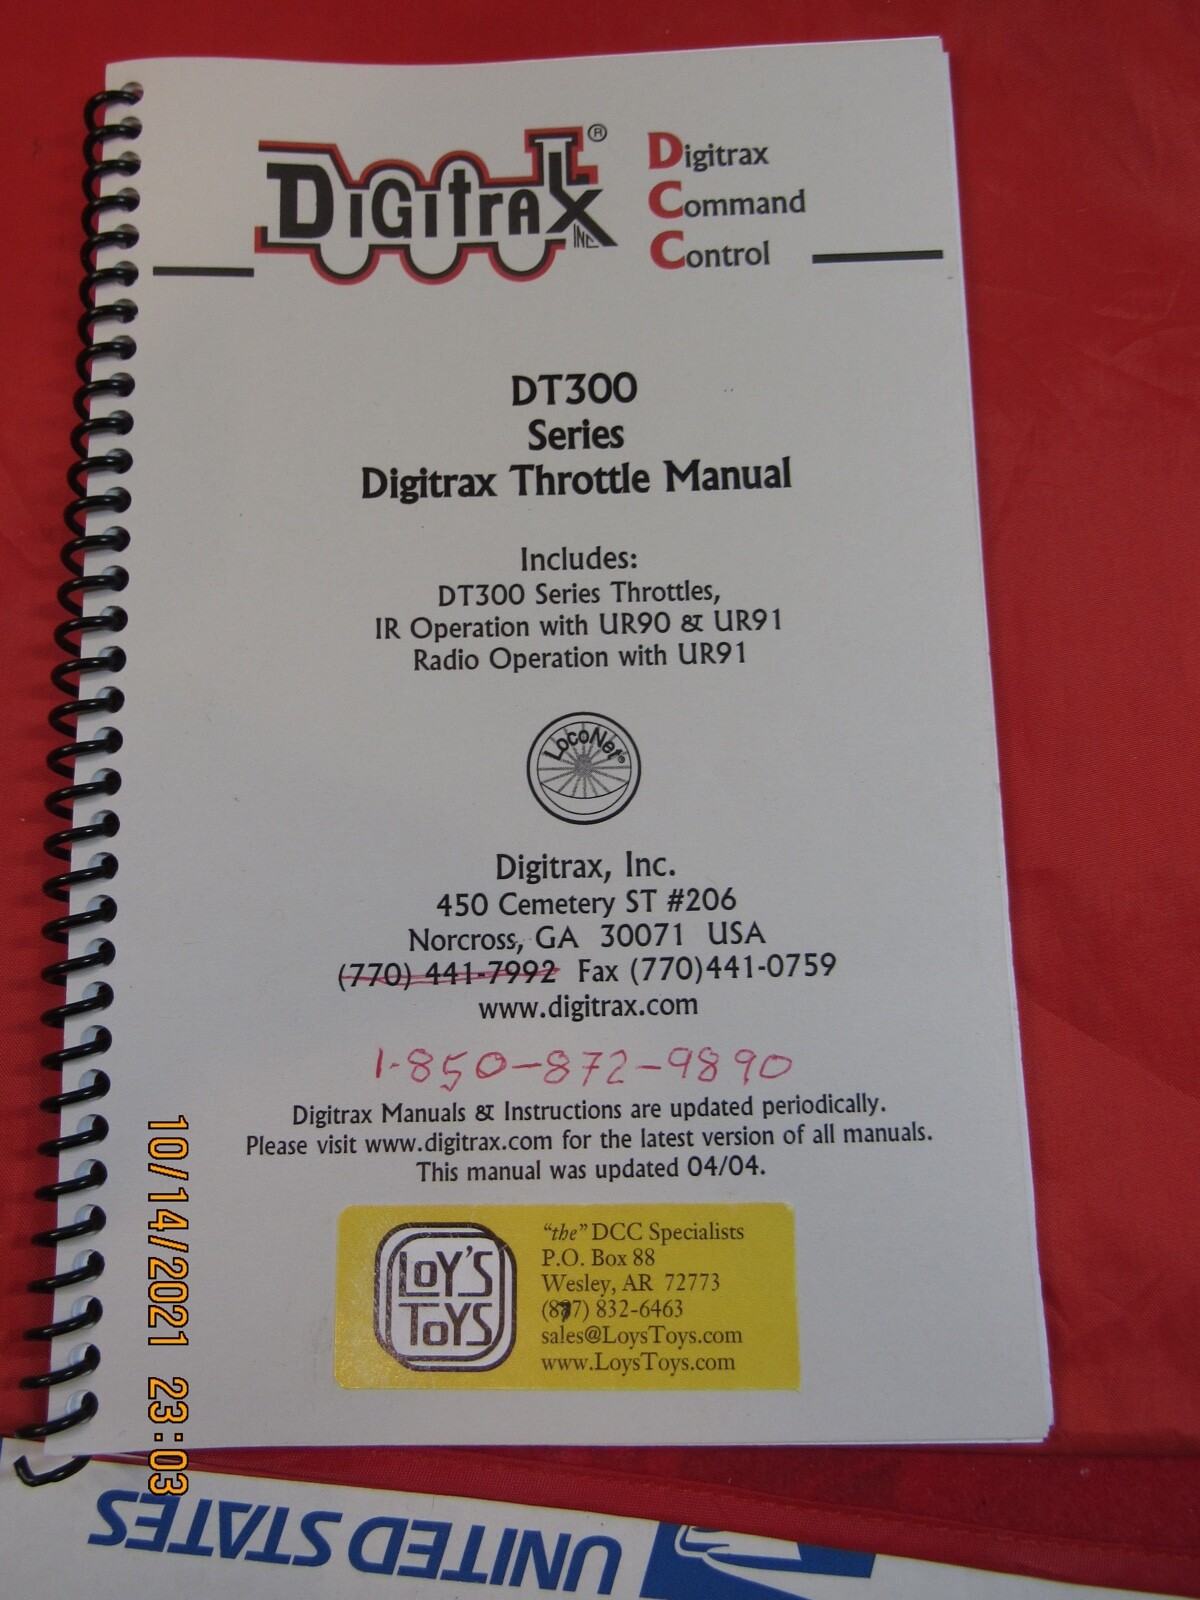 DiGitrax ®
INC.
Digitrax
Command
Control
DT300
Series
Digitrax Throttle Manual
Includes:
DT300 Series Throttles,
IR Operation with UR90 & UR91
Radio Operation with UR91
LocoNet®
Digitrax, Inc.
450 Cemetery ST #206
Norcross, GA 30071 USA
(770) 441-7992 Fax (770)441-0759
www.digitrax.com
1-850-872-9890
Digitrax Manuals & Instructions are updated periodically.
Please visit www.digitrax.com for the latest version of all manuals.
This manual was updated 04/04.
LOY'S
TOYS
"the" DCC Specialists
P.O. Box 88
Wesley, AR 72773
(877) 832-6463
sales@LoysToys.com
www.LoysToys.com
10/14/2021 23:03
UNITED STATES